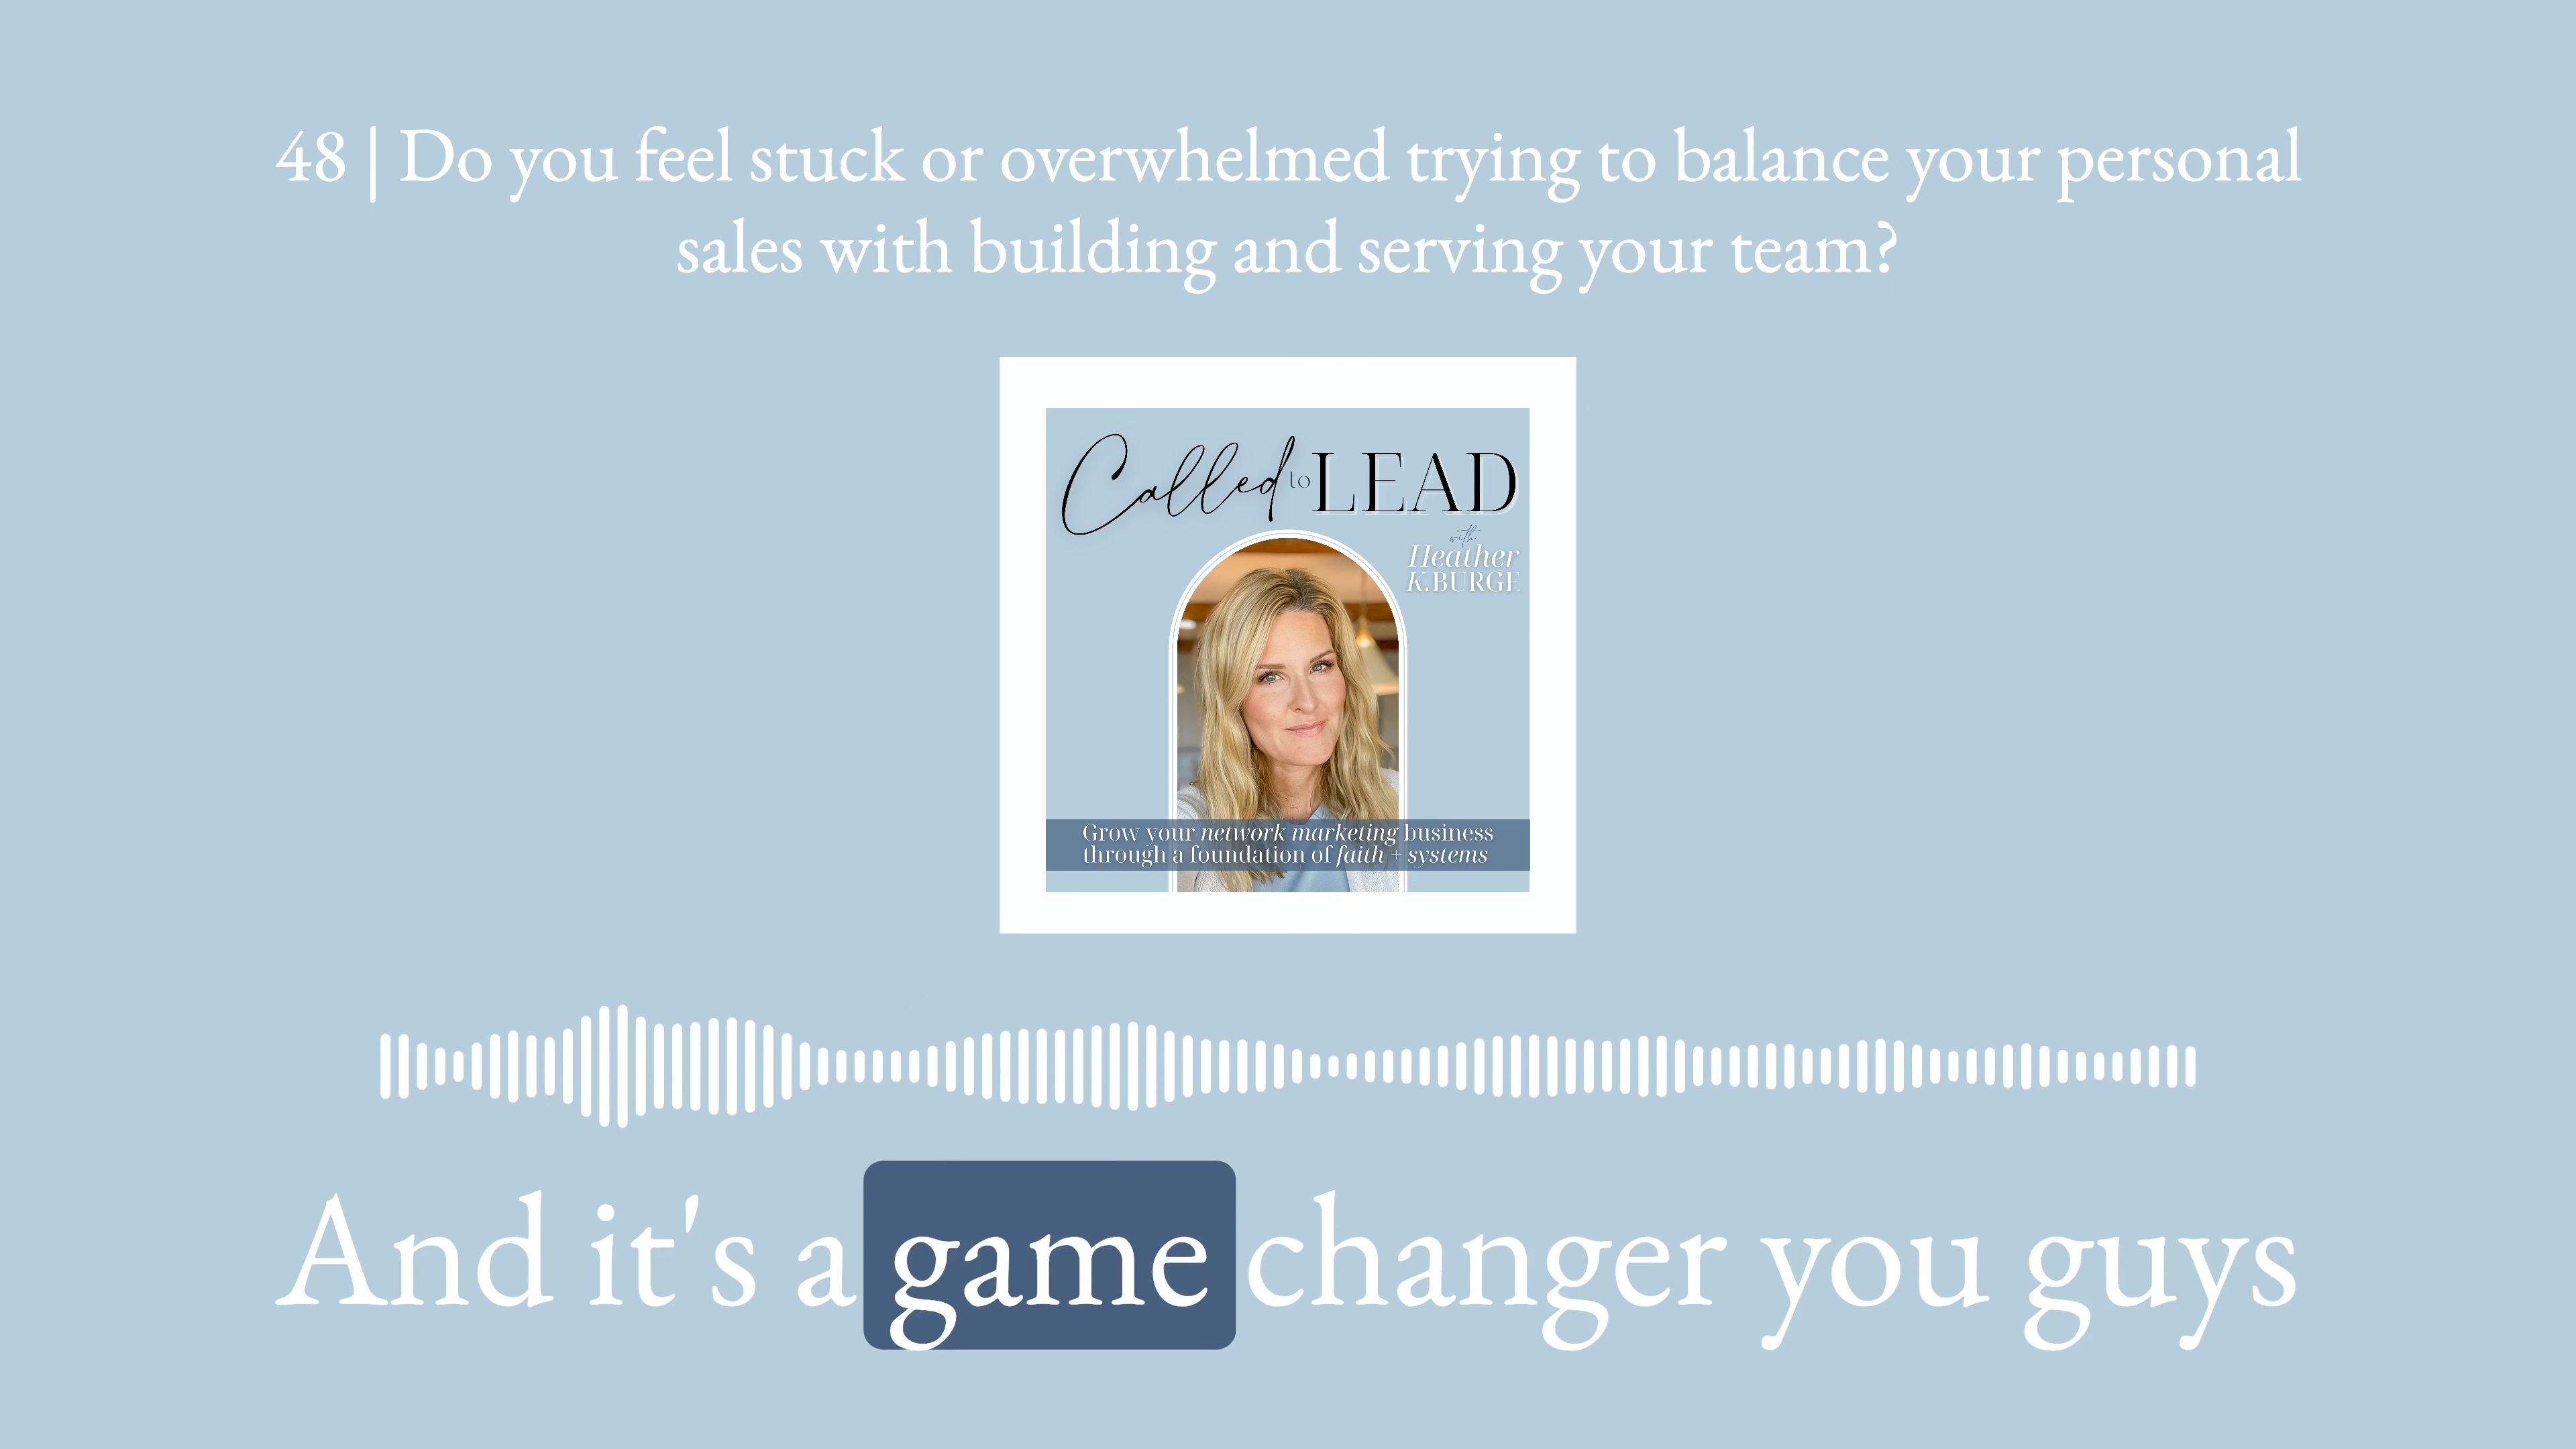 48 | Do you feel stuck or overwhelmed trying to balance your personal
sales with building and serving your team?
Called to LEAD
with
Heather
K.BURGE
Grow your network marketing business
through a foundation of faith + systems
And it's a game changer you guys